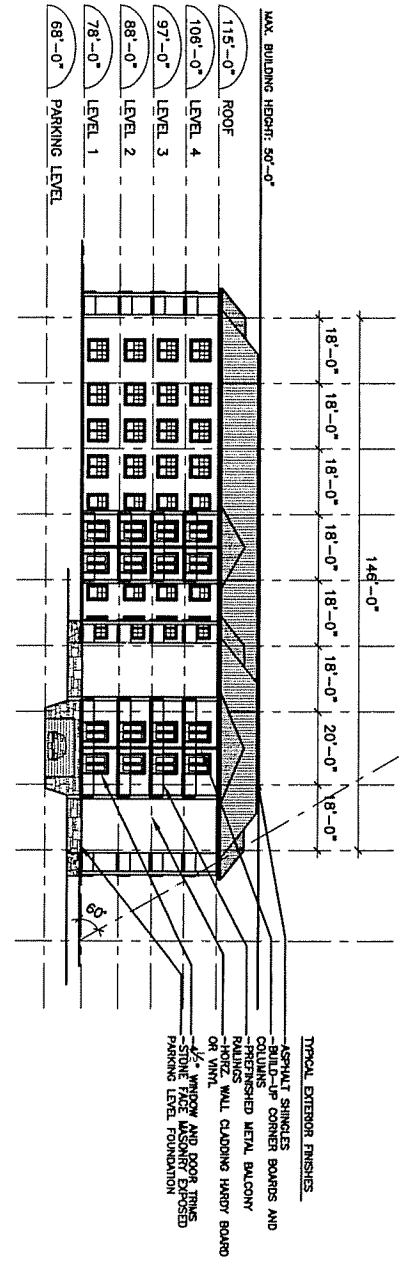 MAX. BUILDING HEIGHT: 50'-0"
115'-0" ROOF
106'-0" LEVEL 4
97'-0" LEVEL 3
88'-0" LEVEL 2
78'-0" LEVEL 1
68'-0" PARKING LEVEL
146'-0"
18'-0" 18'-0" 18'-0" 18'-0" 18'-0" 18'-0" 20'-0" 18'-0"
60°
TYPICAL EXTERIOR FINISHES
-ASPHALT SHINGLES
-BUILD-UP CORNER BOARDS AND
COLUMNS
-PREFINISHED METAL BALCONY
RAILINGS
-HORZ. WALL CLADDING HARDY BOARD
OR VINYL
-4½" WINDOW AND DOOR TRIMS
-STONE FACE MASONRY EXPOSED
PARKING LEVEL FOUNDATION